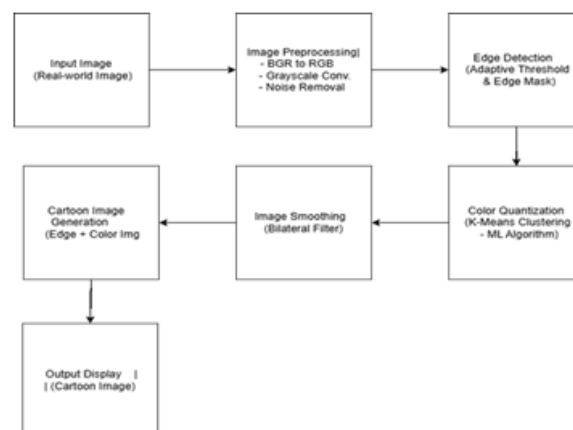 Input Image
(Real-world Image)
Image Preprocessing|
- BGR to RGB
- Grayscale Conv.
- Noise Removal
Edge Detection
(Adaptive Threshold
& Edge Mask)
Color Quantization
(K-Means Clustering
- ML Algorithm)
Image Smoothing
(Bilateral Filter)
Cartoon Image
Generation
(Edge + Color Img
Output Display |
| (Cartoon Image)